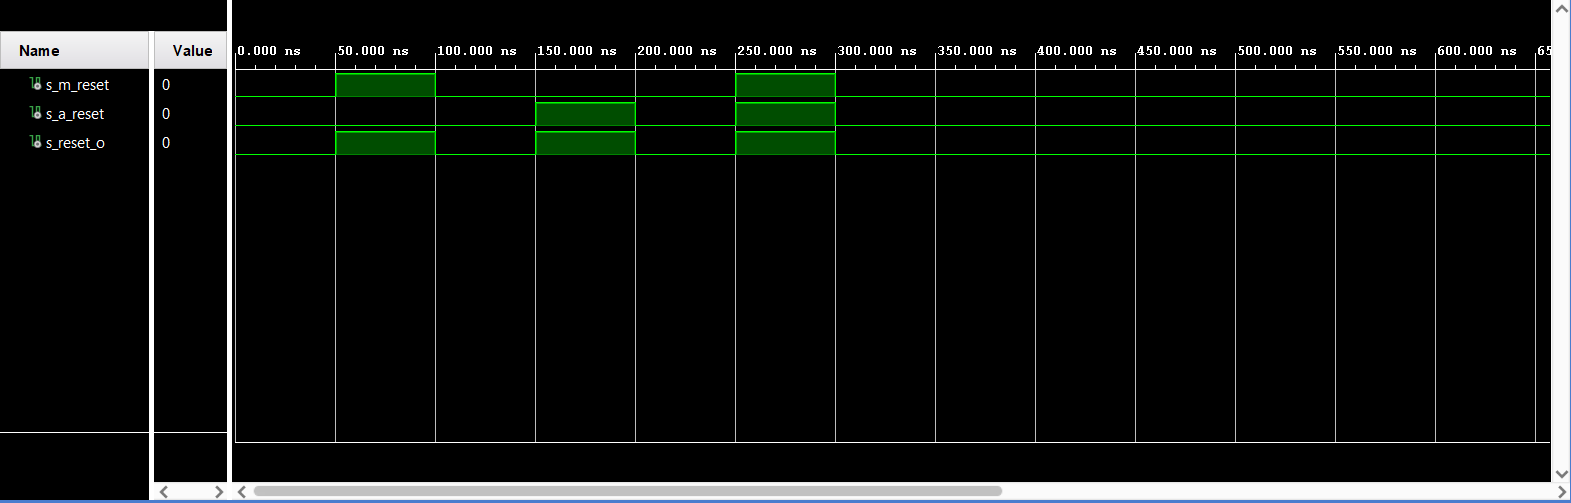 Name Value
0.000 ns 50.000 ns 100.000 ns 150.000 ns 200.000 ns 250.000 ns 300.000 ns 350.000 ns 400.000 ns 450.000 ns 500.000 ns 550.000 ns 600.000 ns 65
s_m_reset 0
s_a_reset 0
s_reset_o 0